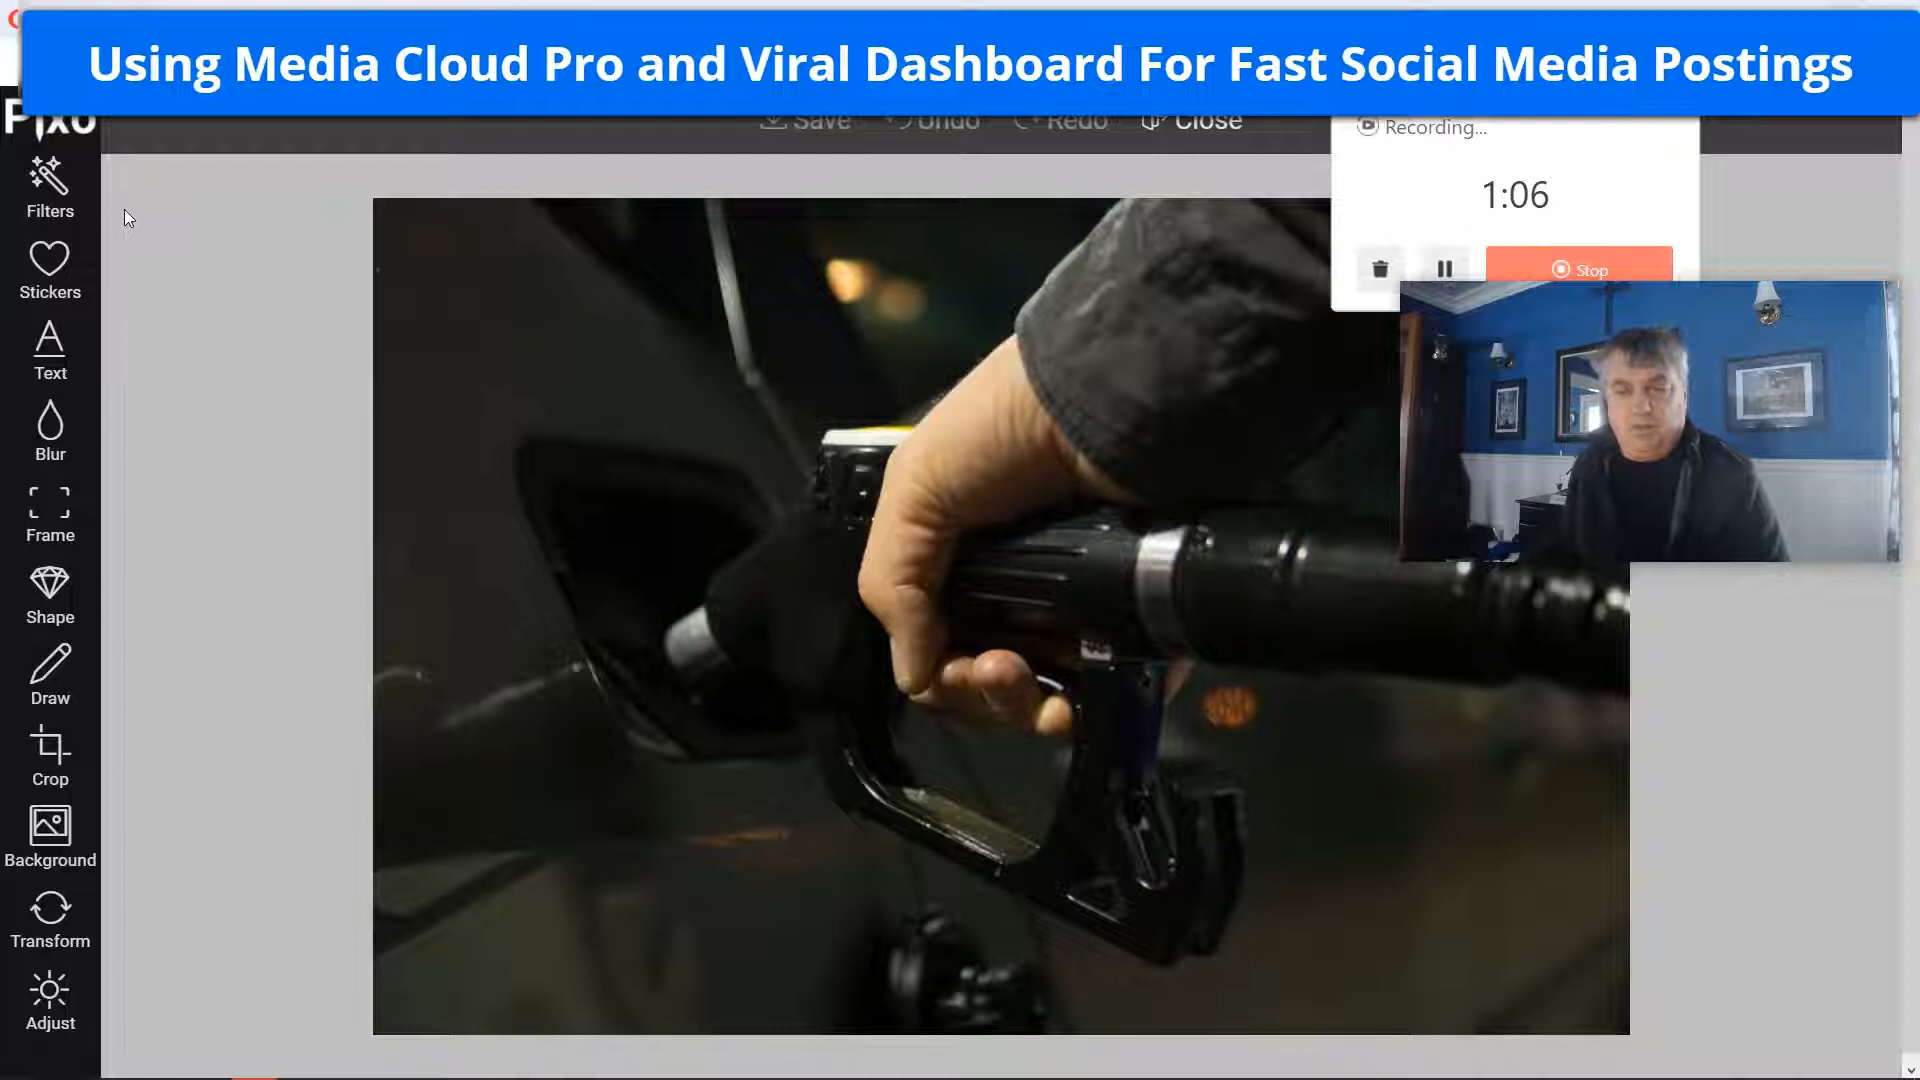 Using Media Cloud Pro and Viral Dashboard For Fast Social Media Postings
Pixo
Save Undo Redo Close
Recording...
1:06
Stop
Filters
Stickers
Text
Blur
Frame
Shape
Draw
Crop
Background
Transform
Adjust